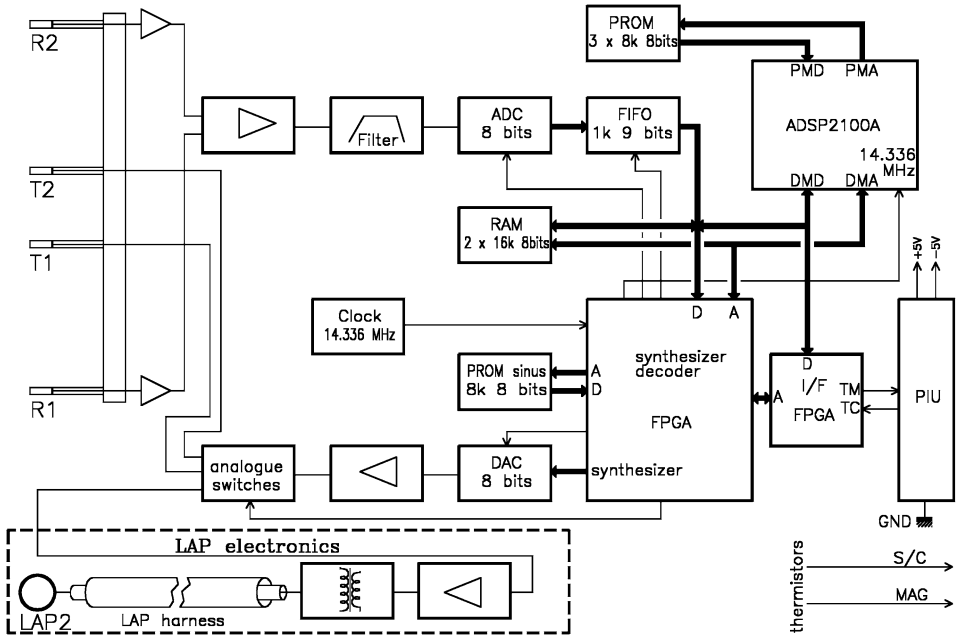 R2
T2
T1
R1
Filter
ADC
8 bits
FIFO
1k 9 bits
PROM
3 x 8k 8bits
PMD PMA
ADSP2100A
14.336
MHz
DMD DMA
RAM
2 x 16k 8bits
Clock
14.336 MHz
PROM sinus
8k 8 bits
D A
synthesizer
decoder
A
D
FPGA
synthesizer
DAC
8 bits
analogue
switches
D
I/F
A
FPGA
TM
TC
+5V
-5V
PIU
GND
LAP electronics
LAP2
LAP harness
thermistors
S/C
MAG